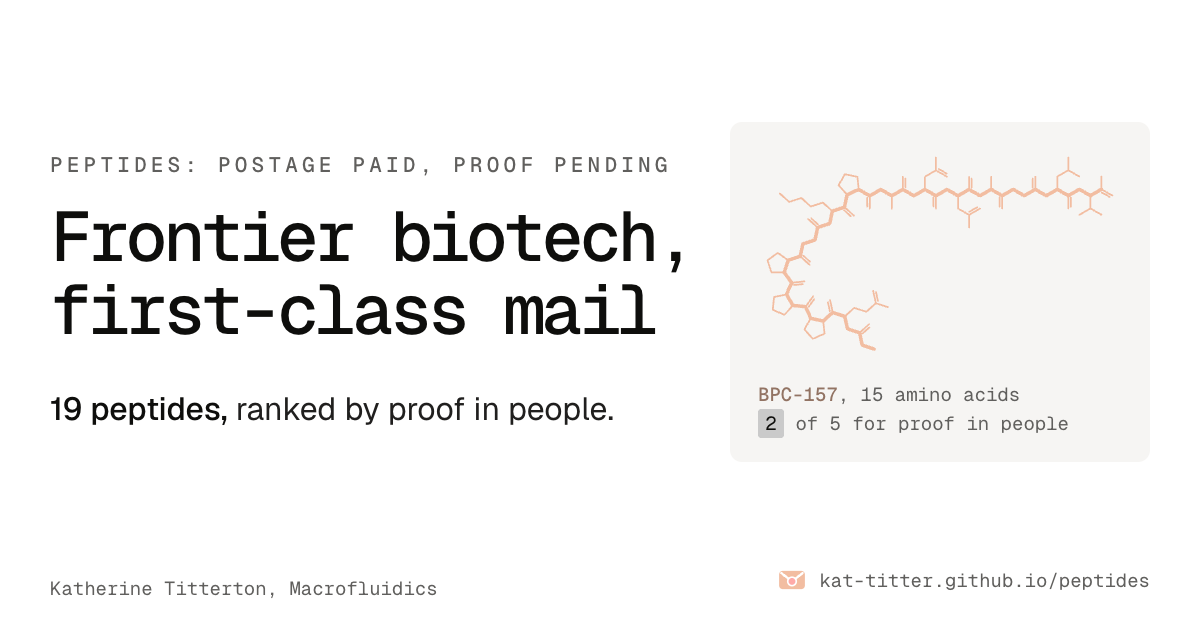 PEPTIDES: POSTAGE PAID, PROOF PENDING
Frontier biotech,
first-class mail
19 peptides, ranked by proof in people.
BPC-157, 15 amino acids
2 of 5 for proof in people
Katherine Titterton, Macrofluidics
kat-titter.github.io/peptides